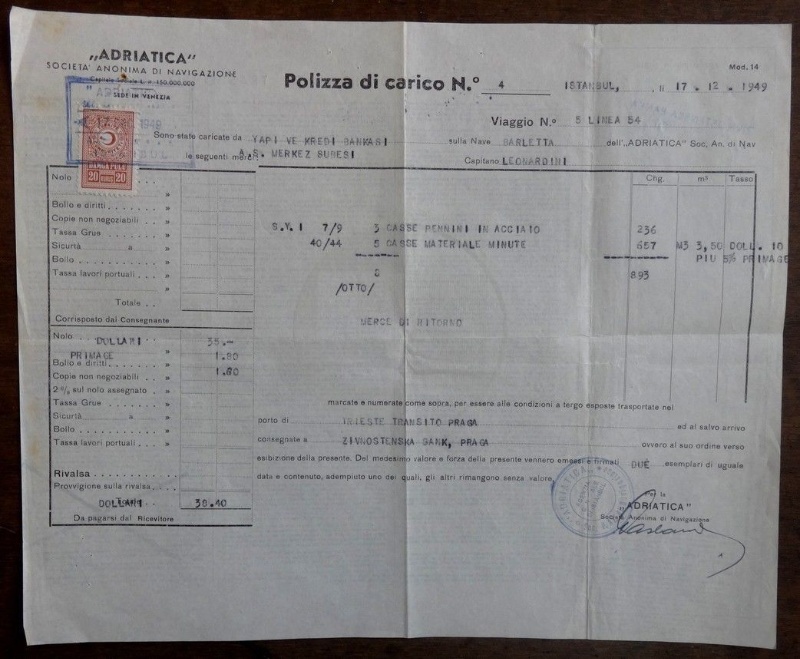 „ADRIATICA"
SOCIETA' ANONIMA DI NAVIGAZIONE
SEDE IN VENEZIA
Mod. 14
Polizza di carico N.° 4 ISTANBUL, li 17 . 12 . 1949
Viaggio N.° 5 LINEA 54
Sono state caricate da YAPI VE KREDI BANKASI sulla Nave BARLETTA dell'"ADRIATICA" Soc. An. di Nav
le seguenti merci A.S. MERKEZ SUBESI Capitano LEONARDINI
20 20
Chg. m³ Tasso
Nolo . . . . . . . »
»
Bollo e diritti . . . »
Copie non negoziabili . »
Tassa Grue . . . . . »
Sicurtà a »
Bollo . . . . . . »
Tassa lavori portuali . »
Totale . .
Corrisposto dal Consegnante
S.Y.I 7/9 3 CASSE PENNINI IN ACCIAIO 236
40/44 5 CASSE MATERIALE MINUTE 657 M3 3,50 DOLL. 10
PIU 5% PRIMAGE
8 893
/OTTO/
MERCE DI RITORNO
Nolo DOLLARI » 35.—
PRIMAGE » 1.80
Bollo e diritti . . . »
Copie non negoziabili . » 1.60
2%, sul nolo assegnato . »
Tassa Grue . . . . . »
Sicurtà a »
Bollo . . . . . . »
Tassa lavori portuali . »
Rivalsa
Provvigione sulla rivalsa
DOLLARI 38.40
Da pagarsi dal Ricevitore
marcate e numerate come sopra, per essere alle condizioni a tergo esposte trasportate nel
porto di TRIESTE TRANSITO PRAGA ed al salvo arrivo
consegnate a ZIVNOSTENSKA BANK, PRAGA ovvero al suo ordine verso
esibizione della presente. Del medesimo valore e forza della presente vennero emessi e firmati DUE esemplari di uguale
data e contenuto, adempiuto uno dei quali, gli altri rimangono senza valore.
ADRIATICA
Per la
"ADRIATICA"
Società Anonima di Navigazione